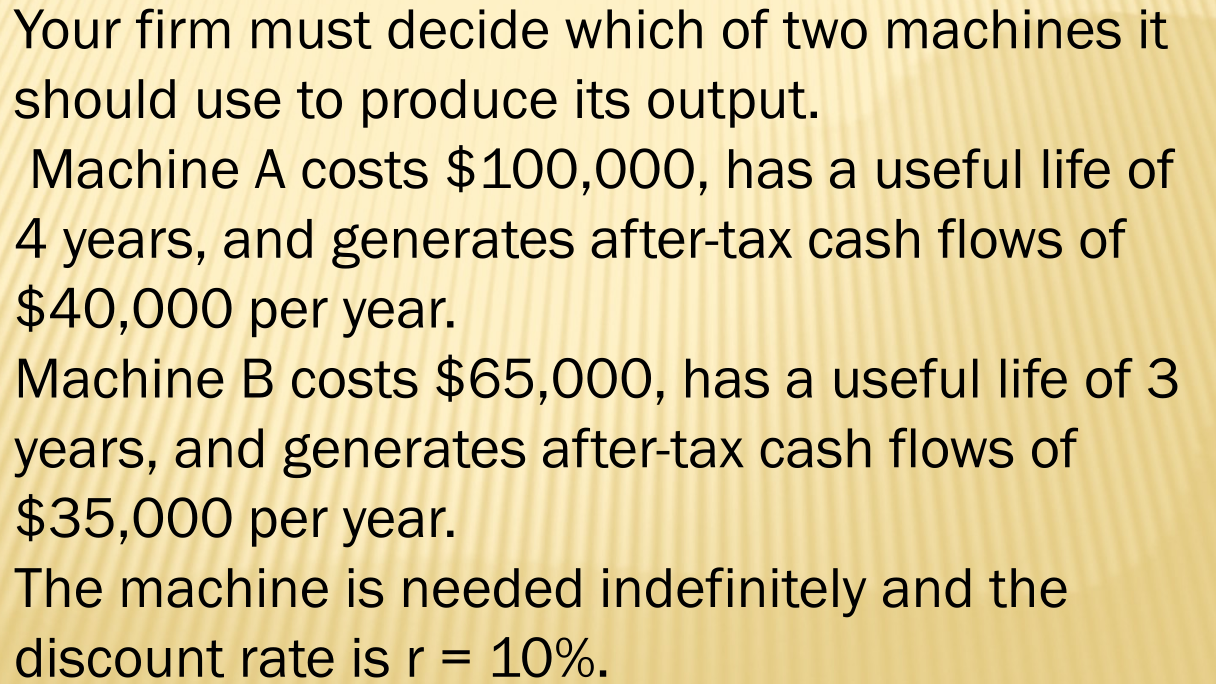 Your firm must decide which of two machines it
should use to produce its output.
Machine A costs $100,000, has a useful life of
4 years, and generates after-tax cash flows of
$40,000 per year.
Machine B costs $65,000, has a useful life of 3
years, and generates after-tax cash flows of
$35,000 per year.
The machine is needed indefinitely and the
discount rate is r = 10%.